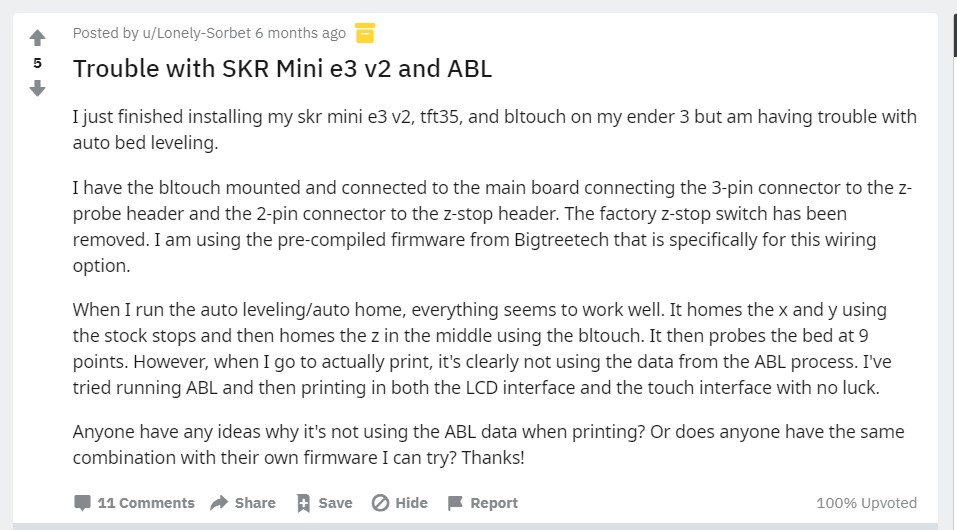 Posted by u/Lonely-Sorbet 6 months ago
5
Trouble with SKR Mini e3 v2 and ABL
I just finished installing my skr mini e3 v2, tft35, and bltouch on my ender 3 but am having trouble with
auto bed leveling.
I have the bltouch mounted and connected to the main board connecting the 3-pin connector to the z-
probe header and the 2-pin connector to the z-stop header. The factory z-stop switch has been
removed. I am using the pre-compiled firmware from Bigtreetech that is specifically for this wiring
option.
When I run the auto leveling/auto home, everything seems to work well. It homes the x and y using
the stock stops and then homes the z in the middle using the bltouch. It then probes the bed at 9
points. However, when I go to actually print, it's clearly not using the data from the ABL process. I've
tried running ABL and then printing in both the LCD interface and the touch interface with no luck.
Anyone have any ideas why it's not using the ABL data when printing? Or does anyone have the same
combination with their own firmware I can try? Thanks!
11 Comments Share Save Hide Report 100% Upvoted